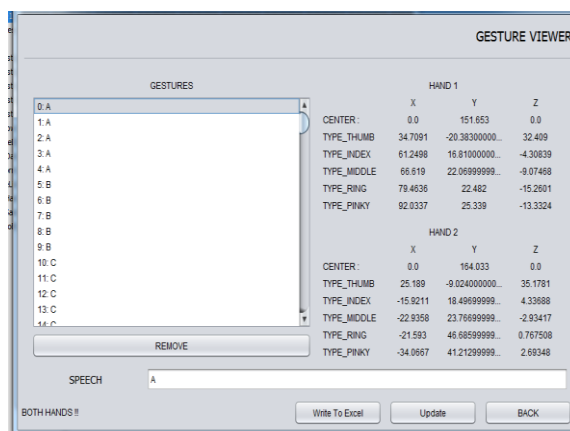 GESTURE VIEWER
GESTURES
0: A
1: A
2: A
3: A
4: A
5: B
6: B
7: B
8: B
9: B
10: C
11: C
12: C
13: C
14: C
REMOVE
HAND 1
X Y Z
CENTER : 0.0 151.653 0.0
TYPE_THUMB 34.7091 -20.38300000... 32.409
TYPE_INDEX 61.2498 16.81000000... -4.30839
TYPE_MIDDLE 66.619 22.06999999... -9.07468
TYPE_RING 79.4636 22.482 -15.2601
TYPE_PINKY 92.0337 25.339 -13.3324
HAND 2
X Y Z
CENTER : 0.0 164.033 0.0
TYPE_THUMB 25.189 -9.024000000... 35.1781
TYPE_INDEX -15.9211 18.49699999... 4.33688
TYPE_MIDDLE -22.9358 23.76699999... -2.93417
TYPE_RING -21.593 46.68599999... 0.767508
TYPE_PINKY -34.0667 41.21299999... 2.69348
SPEECH A
BOTH HANDS !! Write To Excel Update BACK